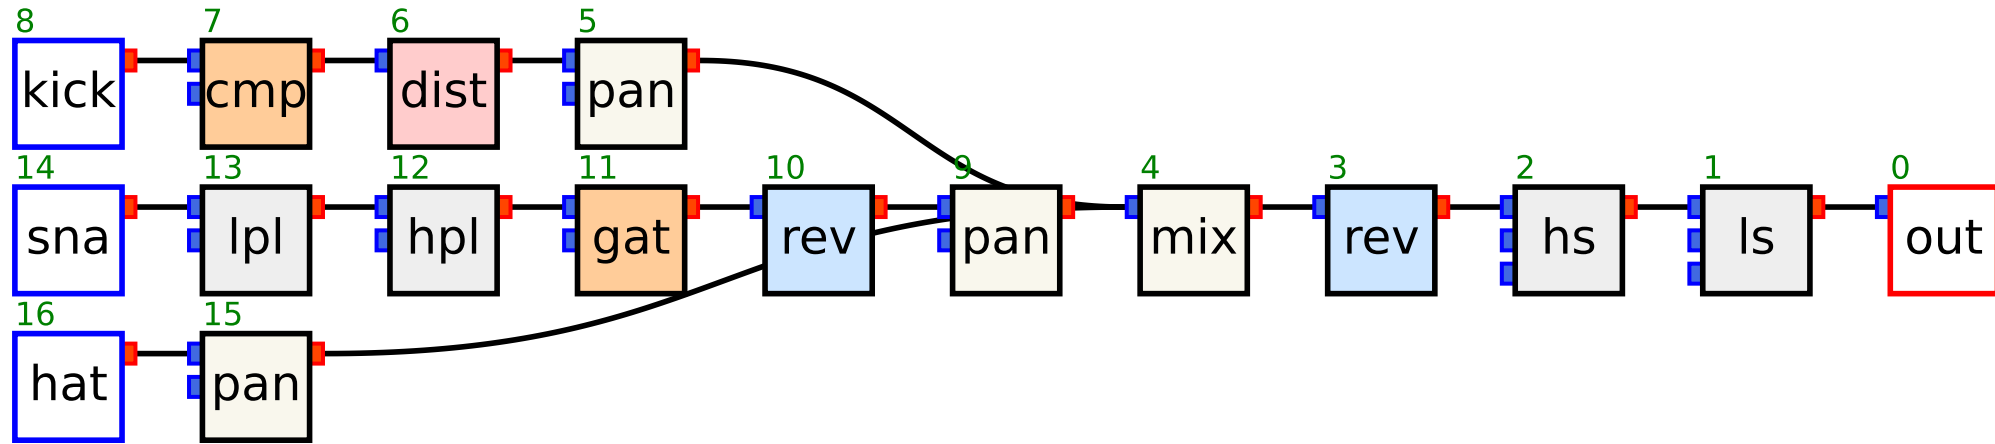 8 7 6 5
kick cmp dist pan
14 13 12 11 10 9 4 3 2 1 0
sna lpl hpl gat rev pan mix rev hs ls out
16 15
hat pan